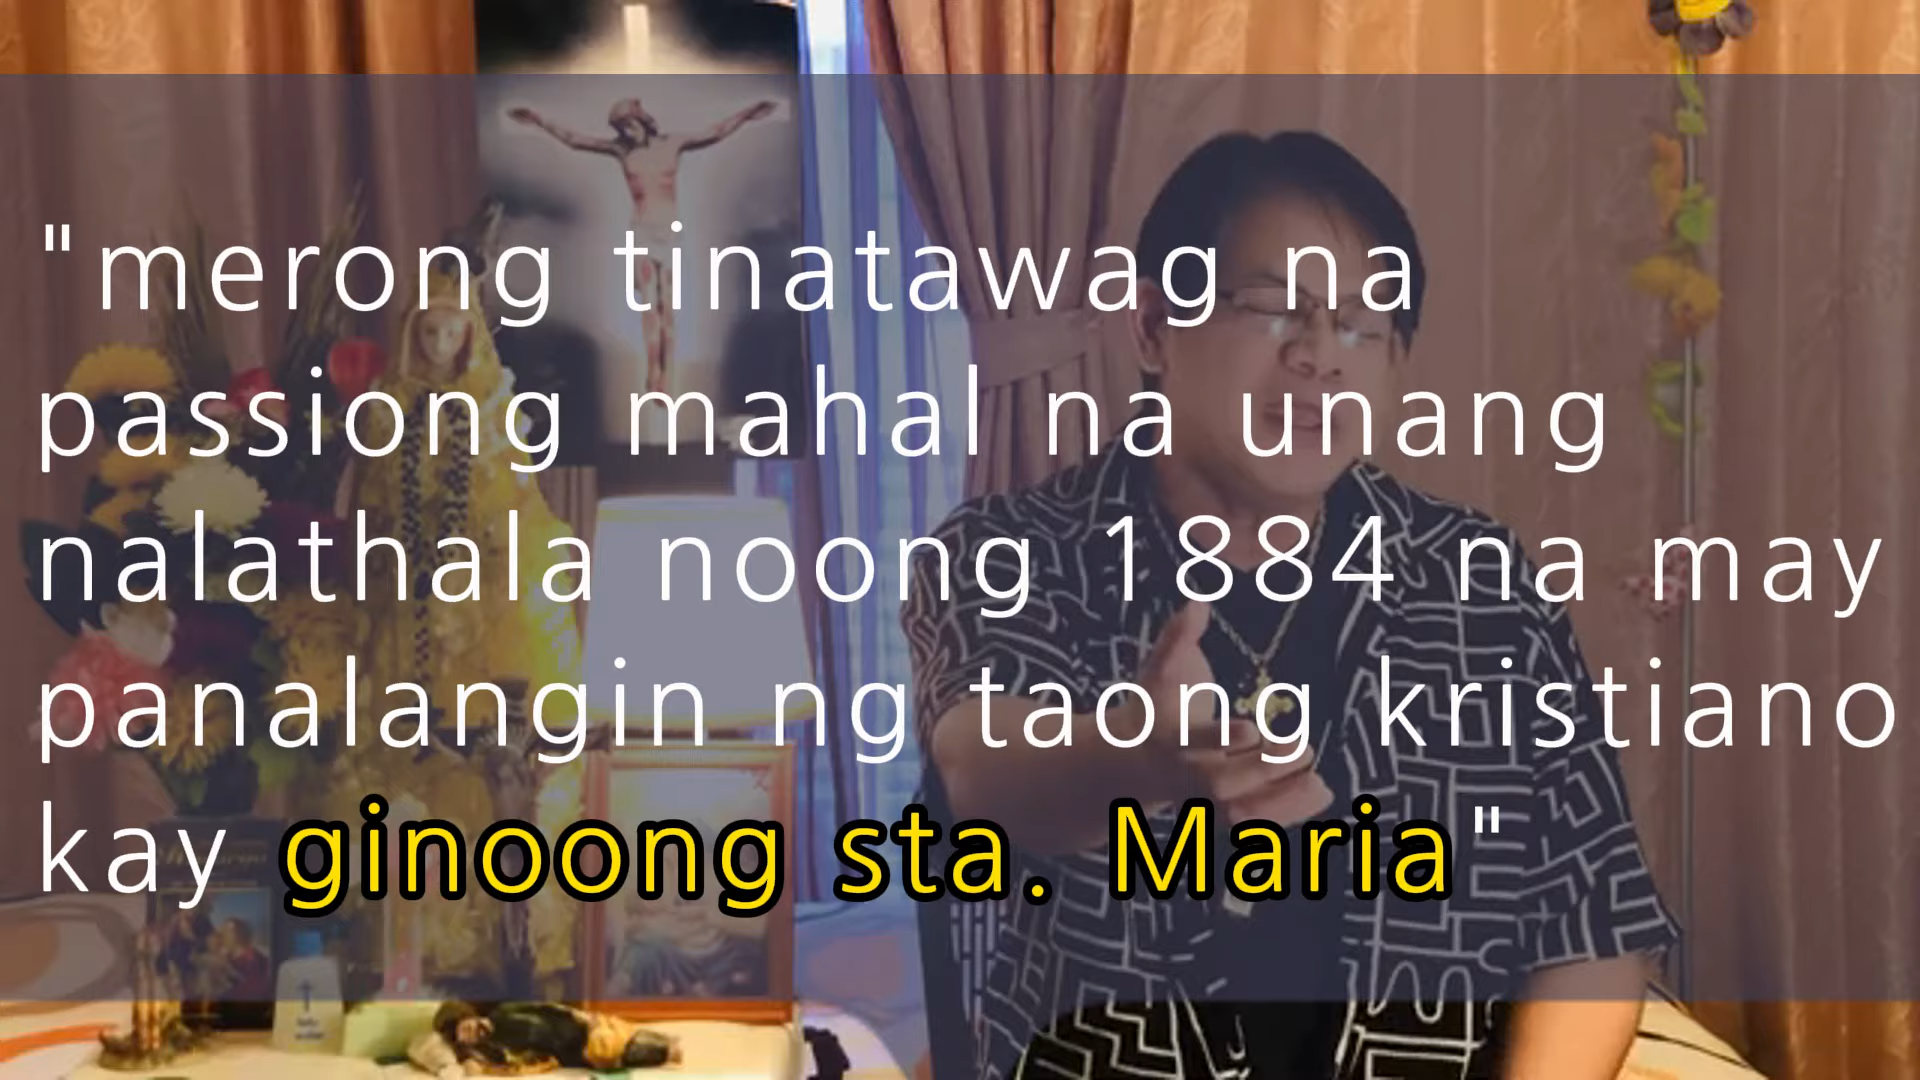 "merong tinatawag na
passiong mahal na unang
nalathala noong 1884 na may
panalangin ng taong kristiano
kay ginoong sta. Maria"